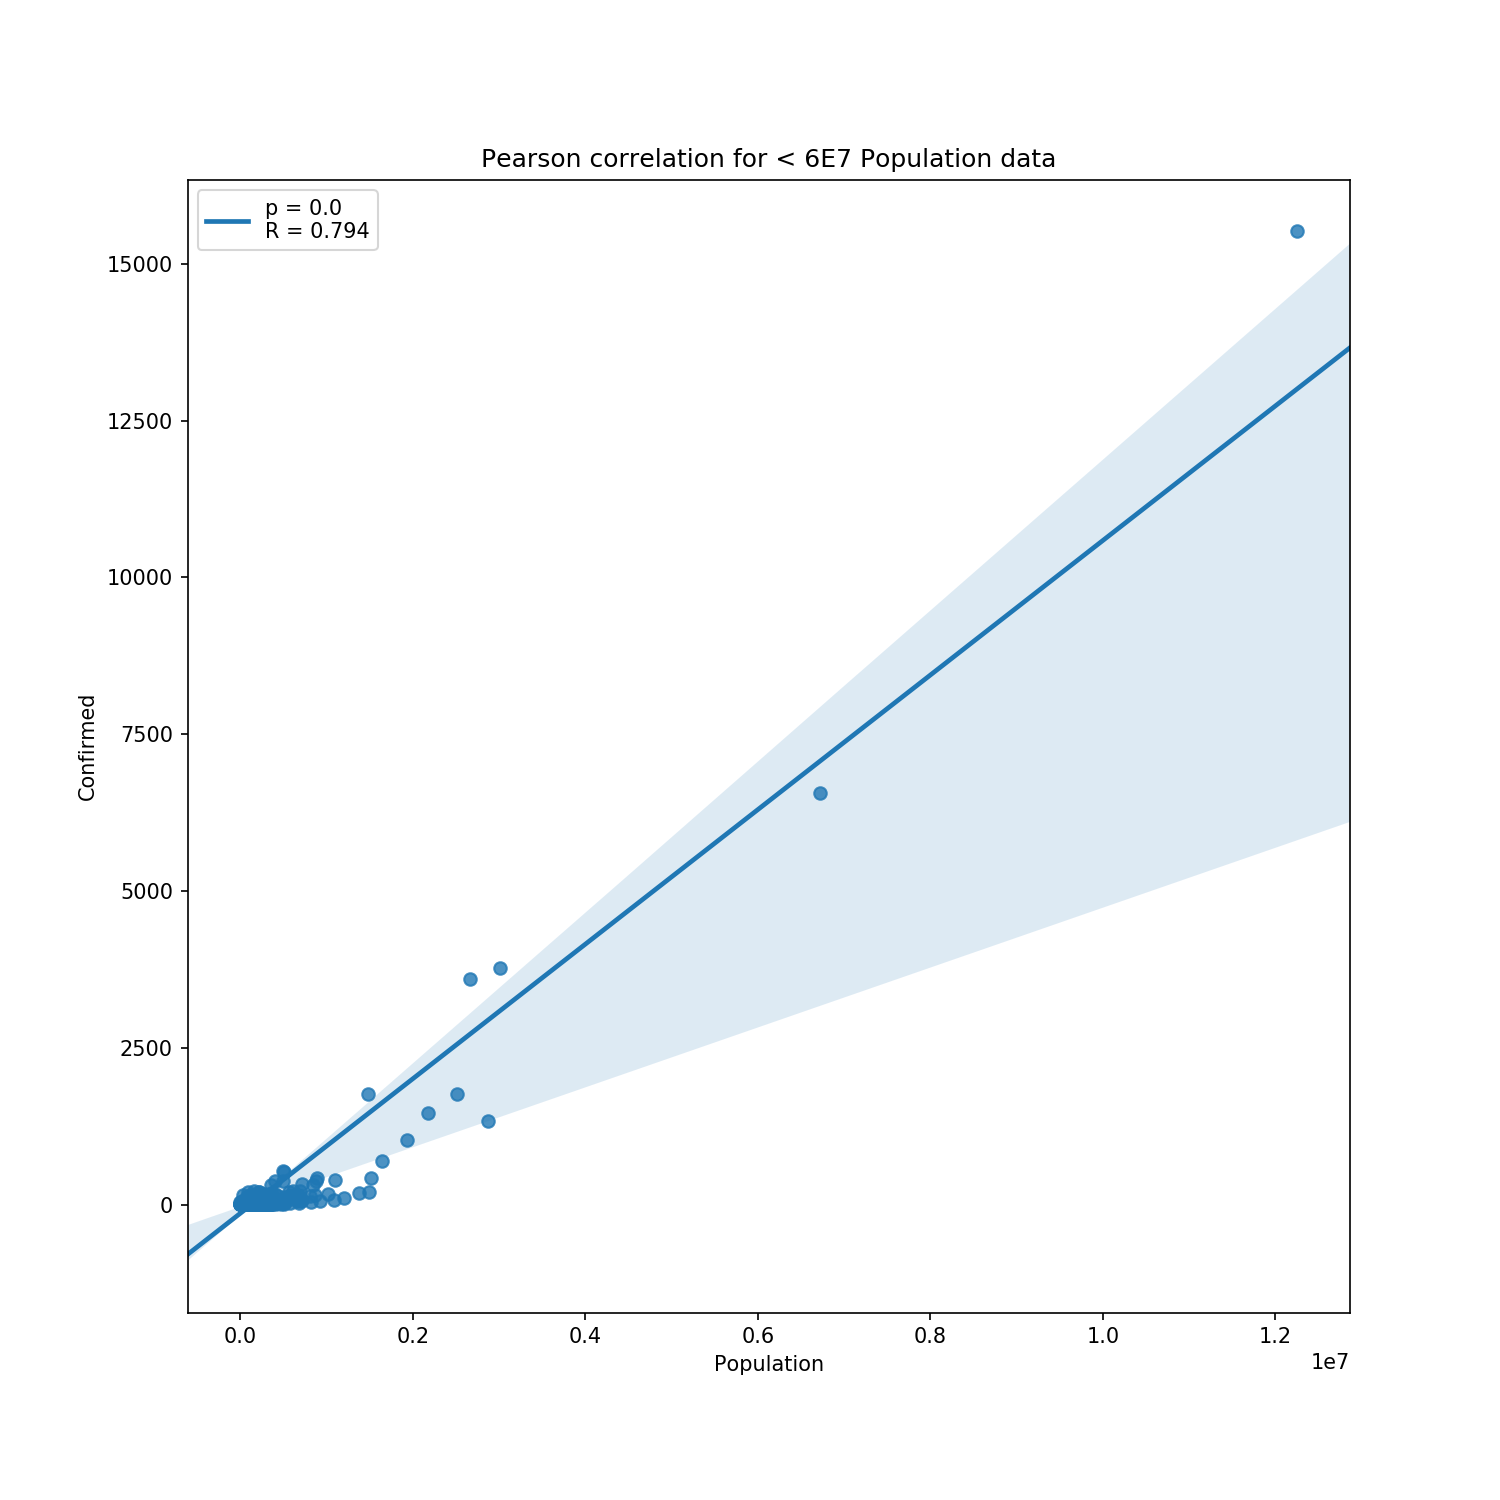 Pearson correlation for < 6E7 Population data
p = 0.0
R = 0.794
15000
12500
10000
7500
5000
2500
0
Confirmed
0.0 0.2 0.4 0.6 0.8 1.0 1.2
1e7
Population